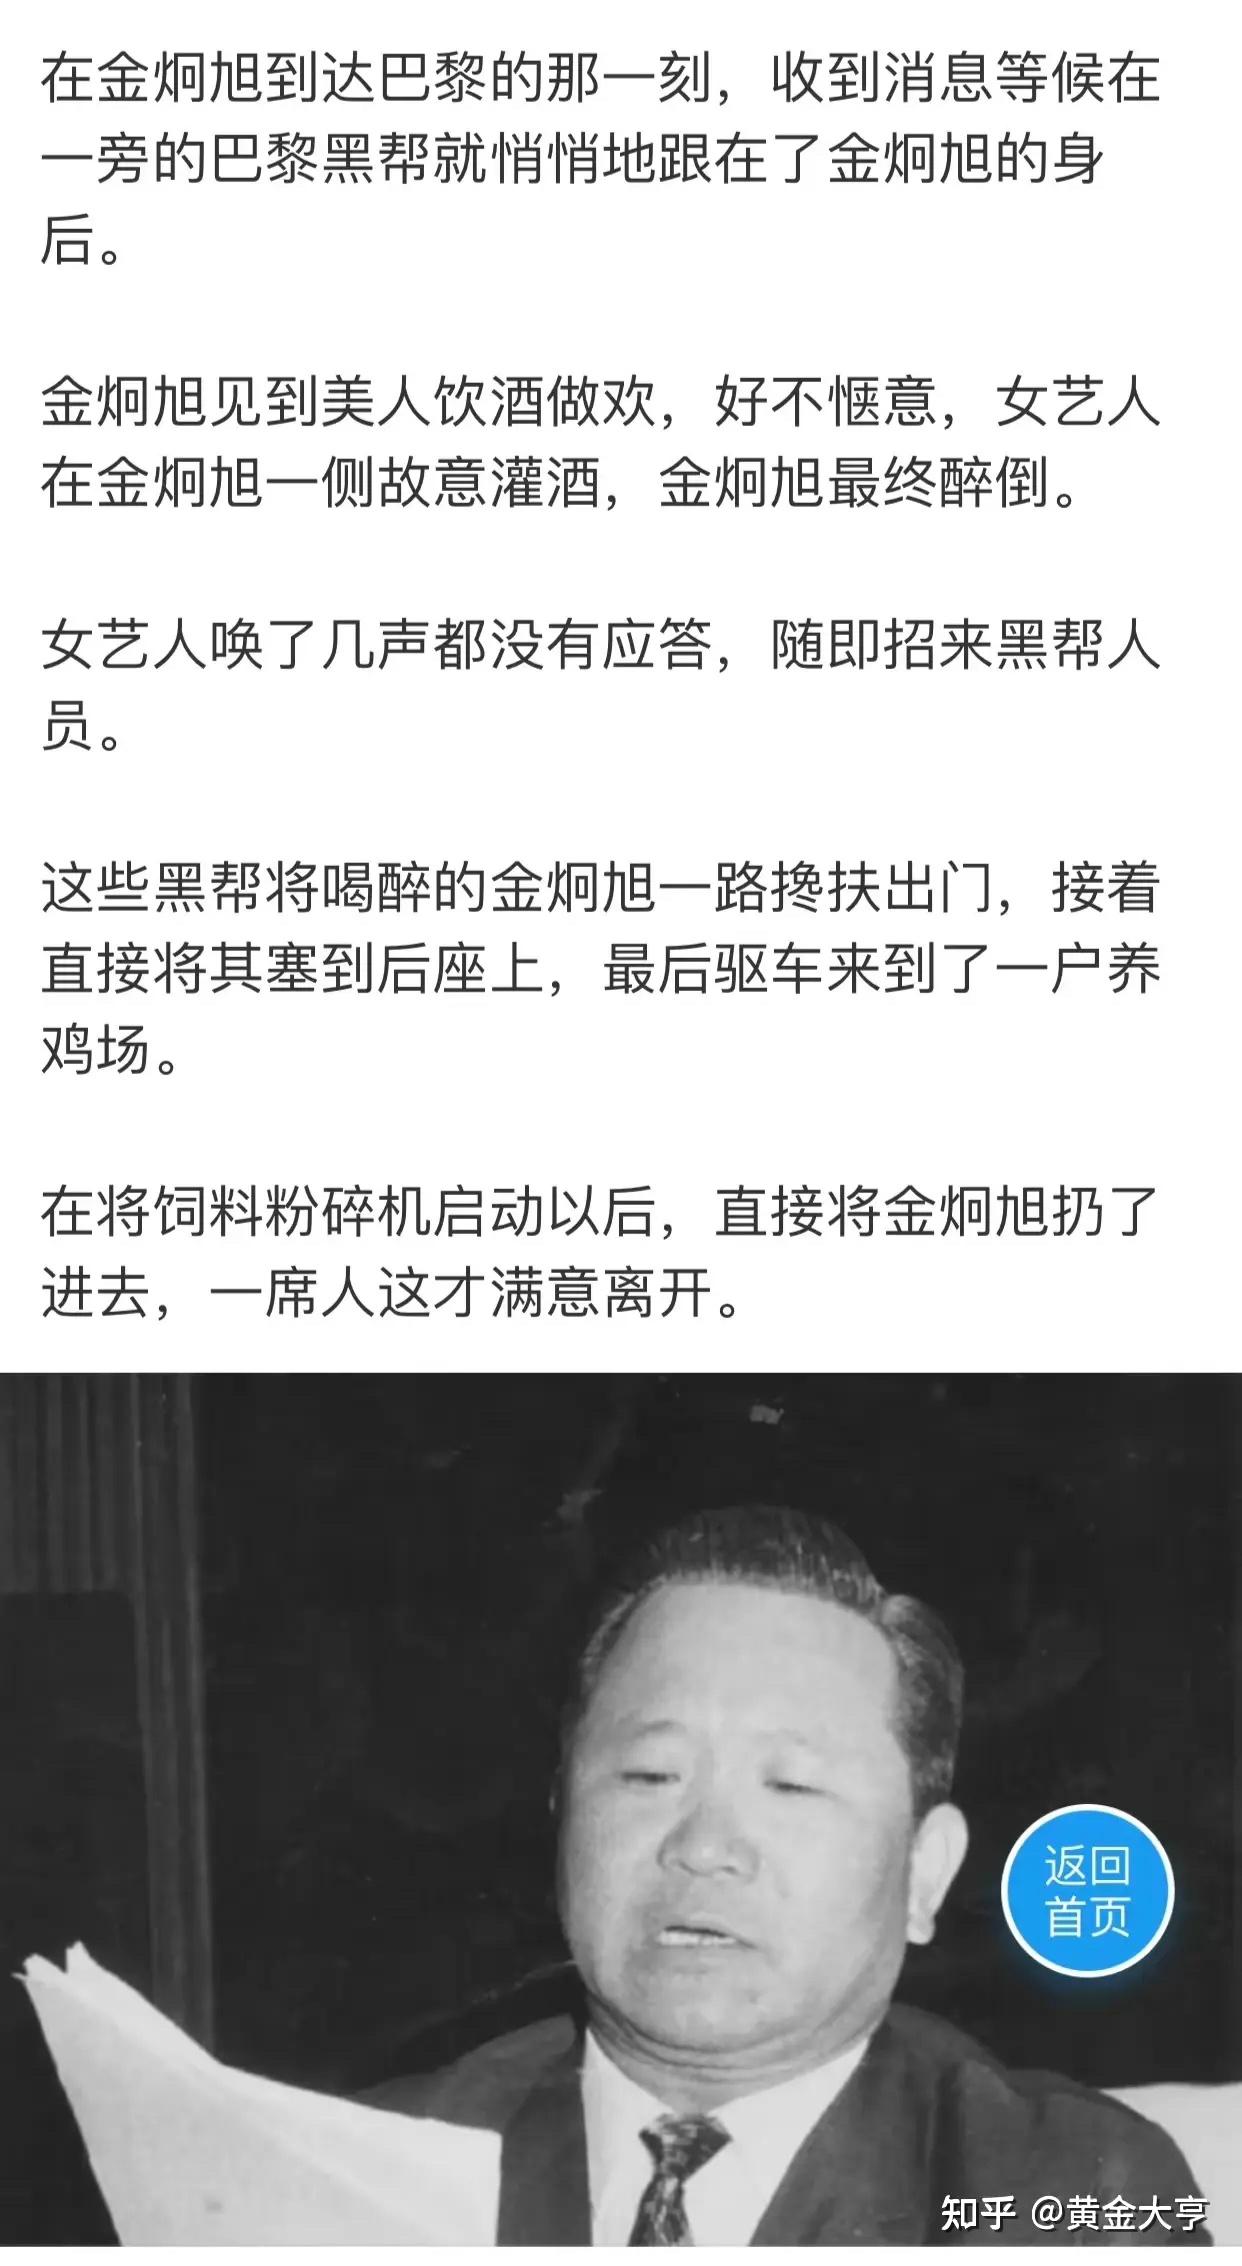 在金炯旭到达巴黎的那一刻，收到消息等候在
一旁的巴黎黑帮就悄悄地跟在了金炯旭的身
后。
金炯旭见到美人饮酒做欢，好不惬意，女艺人
在金炯旭一侧故意灌酒，金炯旭最终醉倒。
女艺人唤了几声都没有应答，随即招来黑帮人
员。
这些黑帮将喝醉的金炯旭一路搀扶出门，接着
直接将其塞到后座上，最后驱车来到了一户养
鸡场。
在将饲料粉碎机启动以后，直接将金炯旭扔了
进去，一席人这才满意离开。
返回
首页
知乎 @黄金大亨